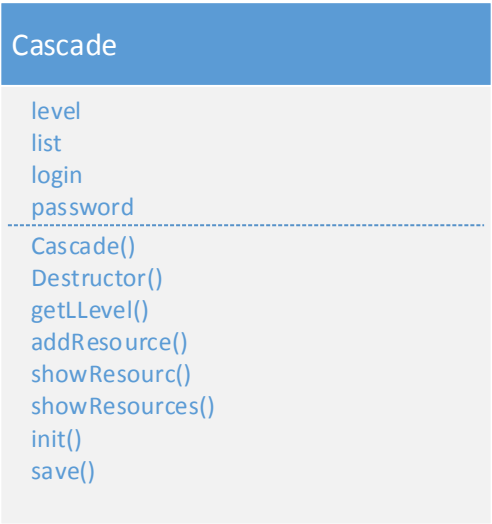 Cascade
level
list
login
password
Cascade()
Destructor()
getLLevel()
addResource()
showResourc()
showResources()
init()
save()